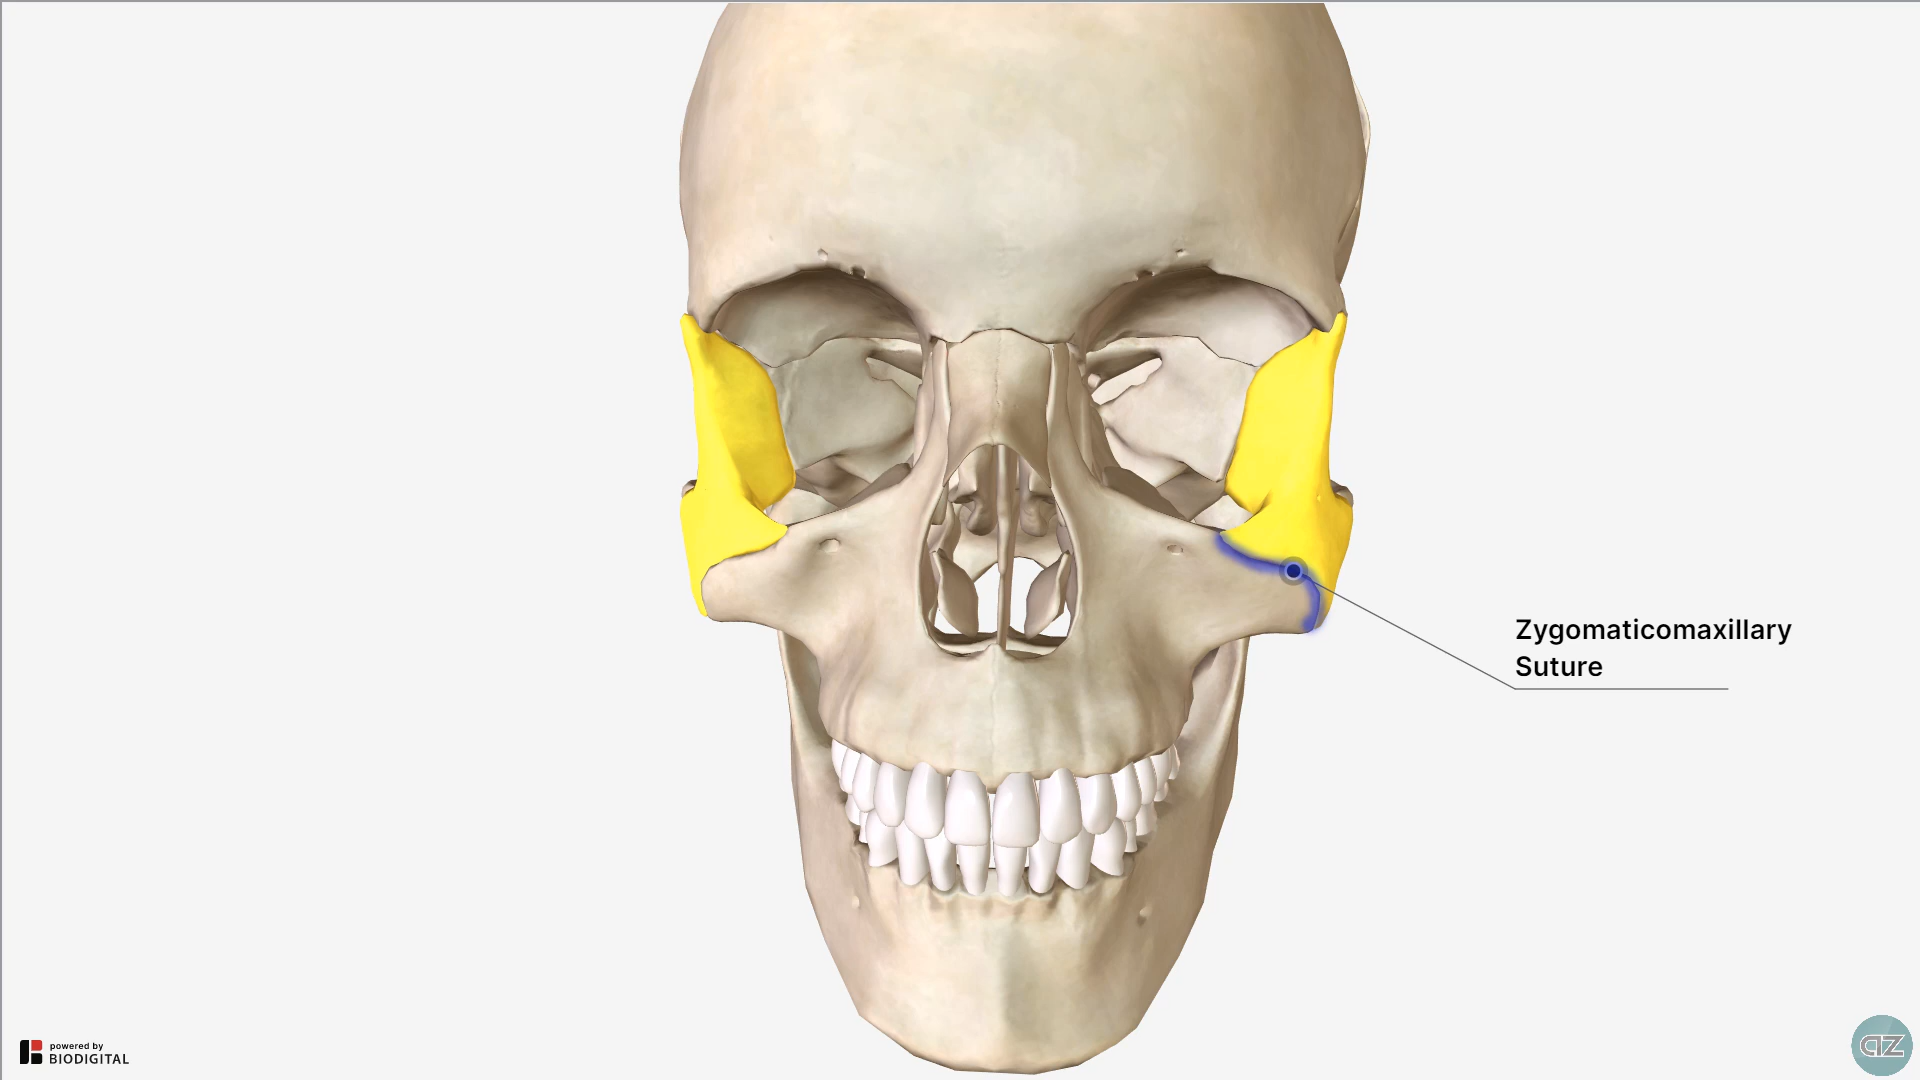 Zygomaticomaxillary
Suture
powered by
BIODIGITAL
az